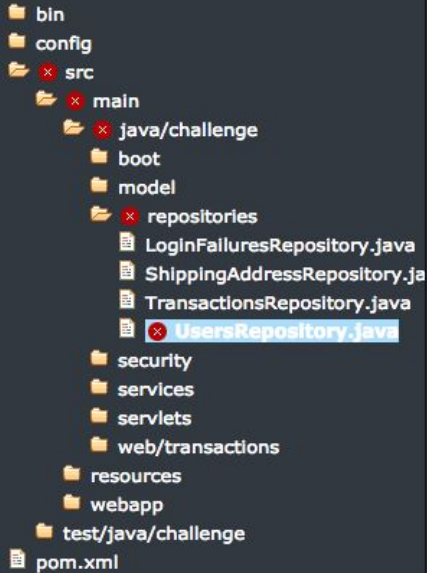 bin
config
src
main
java/challenge
boot
model
repositories
LoginFailuresRepository.java
ShippingAddressRepository.ja
TransactionsRepository.java
UsersRepository.java
security
services
servlets
web/transactions
resources
webapp
test/java/challenge
pom.xml